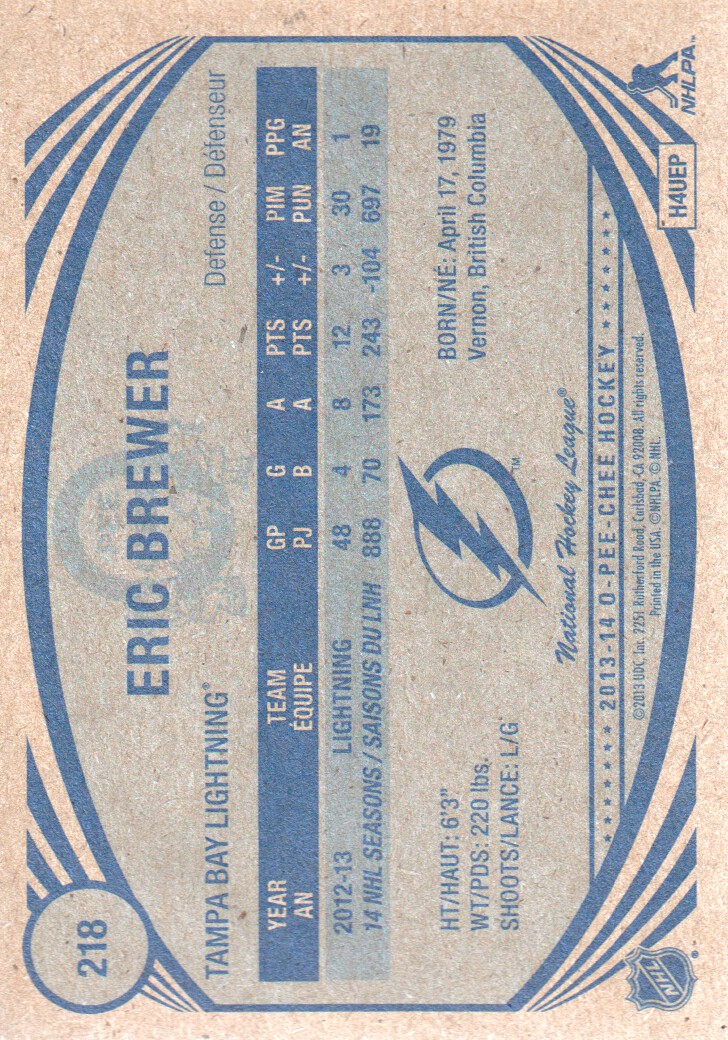 218
ERIC BREWER
TAMPA BAY LIGHTNING®
Defense / Défenseur
YEAR TEAM GP G A PTS +/- PIM PPG
AN ÉQUIPE PJ B A PTS +/- PUN AN
2012-13 LIGHTNING 48 4 8 12 3 30 1
14 NHL SEASONS / SAISONS DU LNH 888 70 173 243 -104 697 19
HT/HAUT: 6'3"
WT/PDS: 220 lbs.
SHOOTS/LANCE: L/G
TM
BORN/NÉ: April 17, 1979
Vernon, British Columbia
National Hockey League®
★★★★★★★ 2013-14 O-PEE-CHEE HOCKEY ★★★★★★★
©2013 UDC, Inc. 2251 Rutherford Road, Carlsbad, CA 92008. All rights reserved.
Printed in the USA. ©NHLPA. © NHL.
H4UEP
NHL ®
NHLPA™